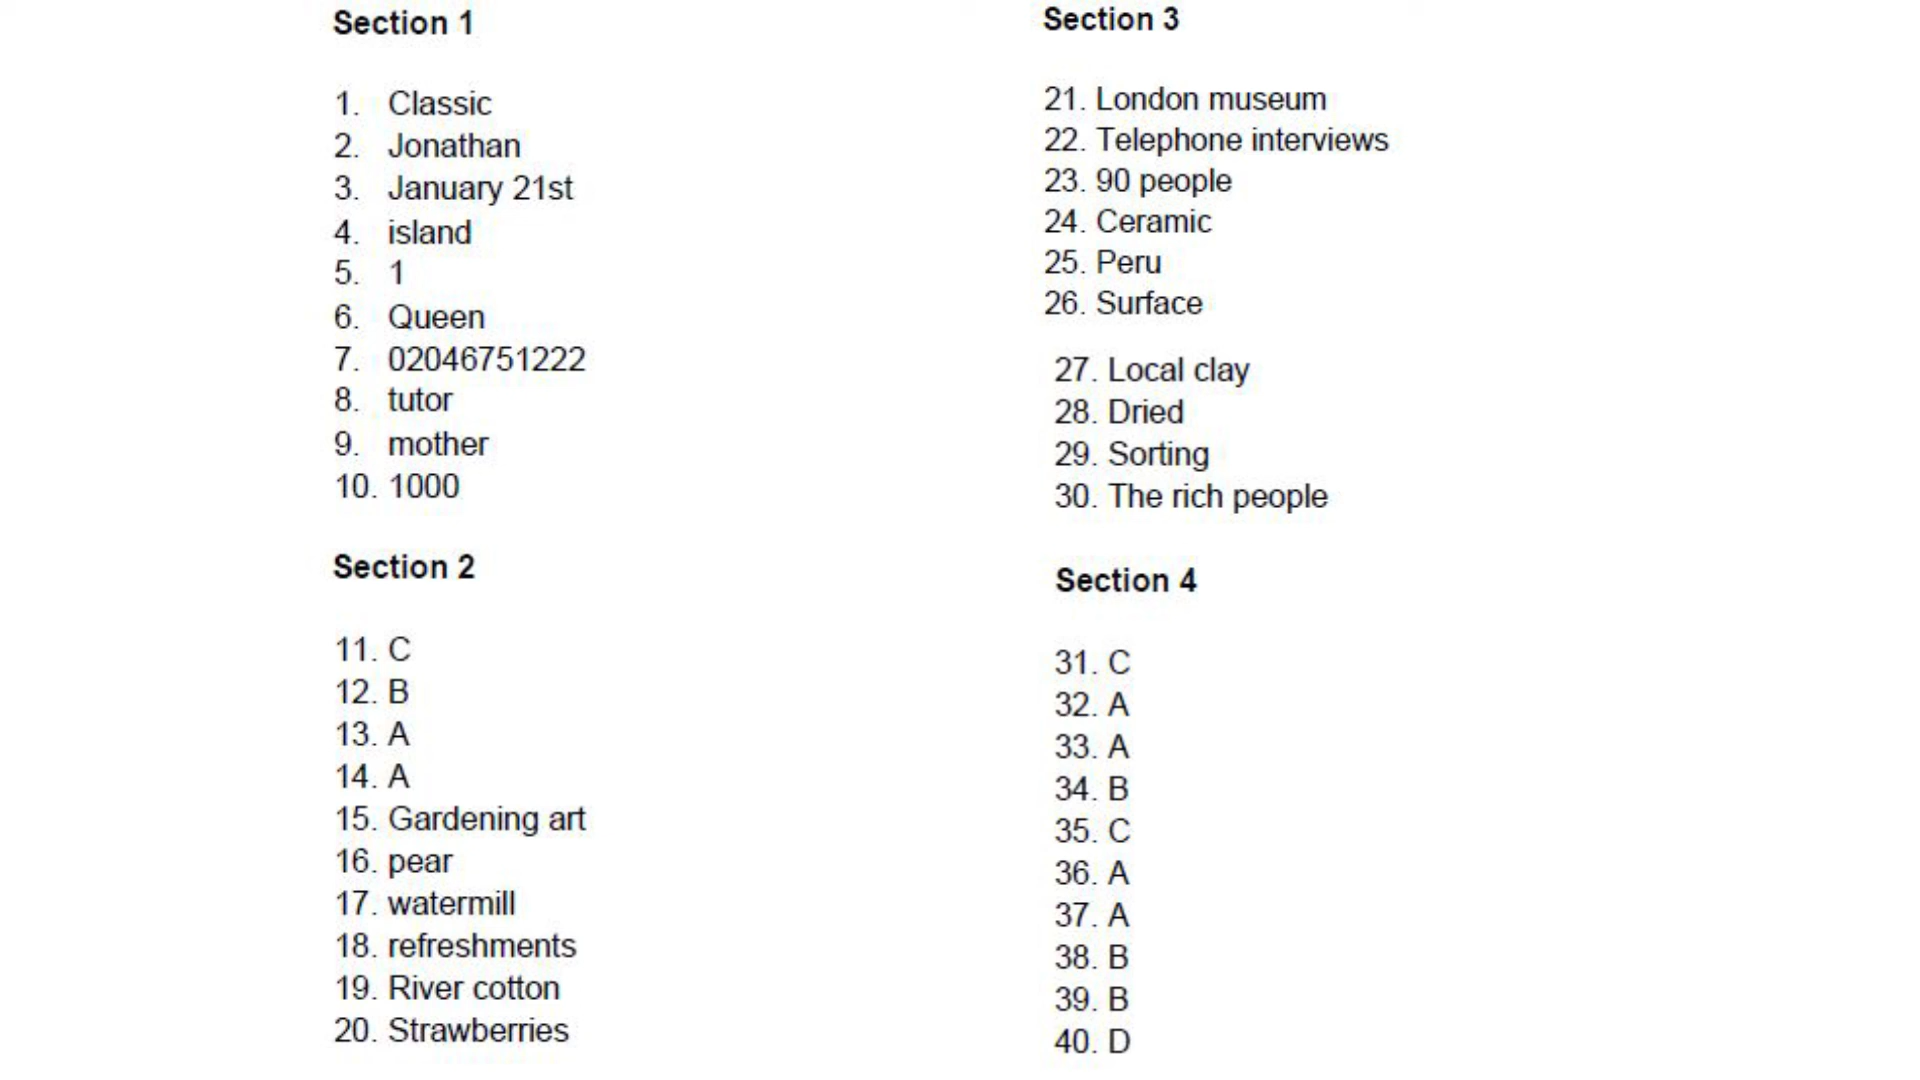 Section 1
1. Classic
2. Jonathan
3. January 21st
4. island
5. 1
6. Queen
7. 02046751222
8. tutor
9. mother
10. 1000
Section 2
11. C
12. B
13. A
14. A
15. Gardening art
16. pear
17. watermill
18. refreshments
19. River cotton
20. Strawberries
Section 3
21. London museum
22. Telephone interviews
23. 90 people
24. Ceramic
25. Peru
26. Surface
27. Local clay
28. Dried
29. Sorting
30. The rich people
Section 4
31. C
32. A
33. A
34. B
35. C
36. A
37. A
38. B
39. B
40. D